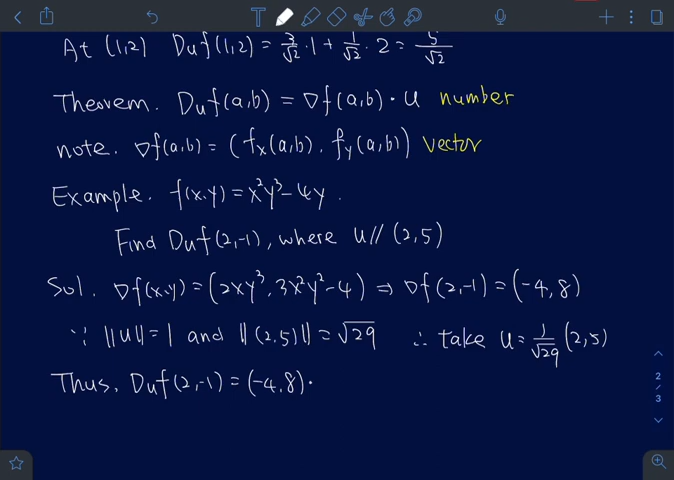 At (1,2) Duf(1,2) = 3/√2 · 1 + 1/√2 · 2 = 5/√2
Theorem. Duf(a,b) = ∇f(a,b) · u number
note. ∇f(a,b) = (fx(a,b), fy(a,b)) vector
Example. f(x,y) = x²y³ - 4y.
Find Duf(2,-1), where u // (2,5)
Sol. ∇f(x,y) = (2xy³, 3x²y² - 4) ⇒ ∇f(2,-1) = (-4, 8)
∵ ||u|| = 1 and ||(2,5)|| = √29 ∴ take u = 1/√29 (2,5)
Thus. Duf(2,-1) = (-4, 8) ·
2
/
3